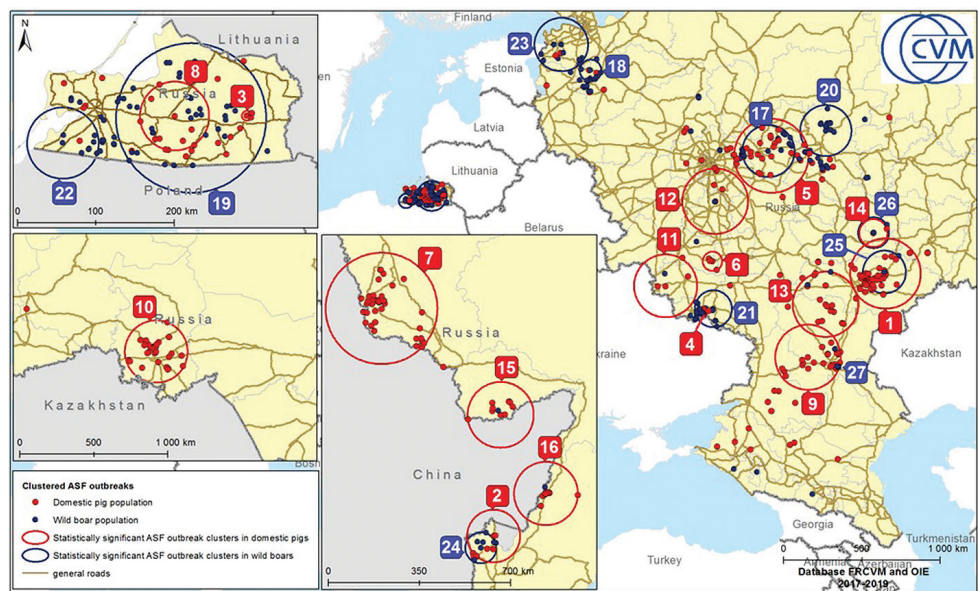 N
Lithuania
Russia
8
3
Poland
22
19
0 100 200
10
Russia
Kazakhstan
0 500 1 000 km
Clustered ASF outbreaks
Domestic pig population
Wild boar population
Statistically significant ASF outbreak clusters in domestic pigs
Statistically significant ASF outbreak clusters in wild boars
general roads
7
Russia
15
16
China
2
24
0 350 700 km
Finland
23
18
Estonia
Latvia
Lithuania
Belarus
CVM
20
17
5
Russia
12
14
26
25
11
6
13
1
4
21
27
9
Kazakhstan
Georgia
Turkey
Turkmenistan
0 500 1 000 km
Armenia Azerbaijan
Database FRCVM and OIE
2017-2019